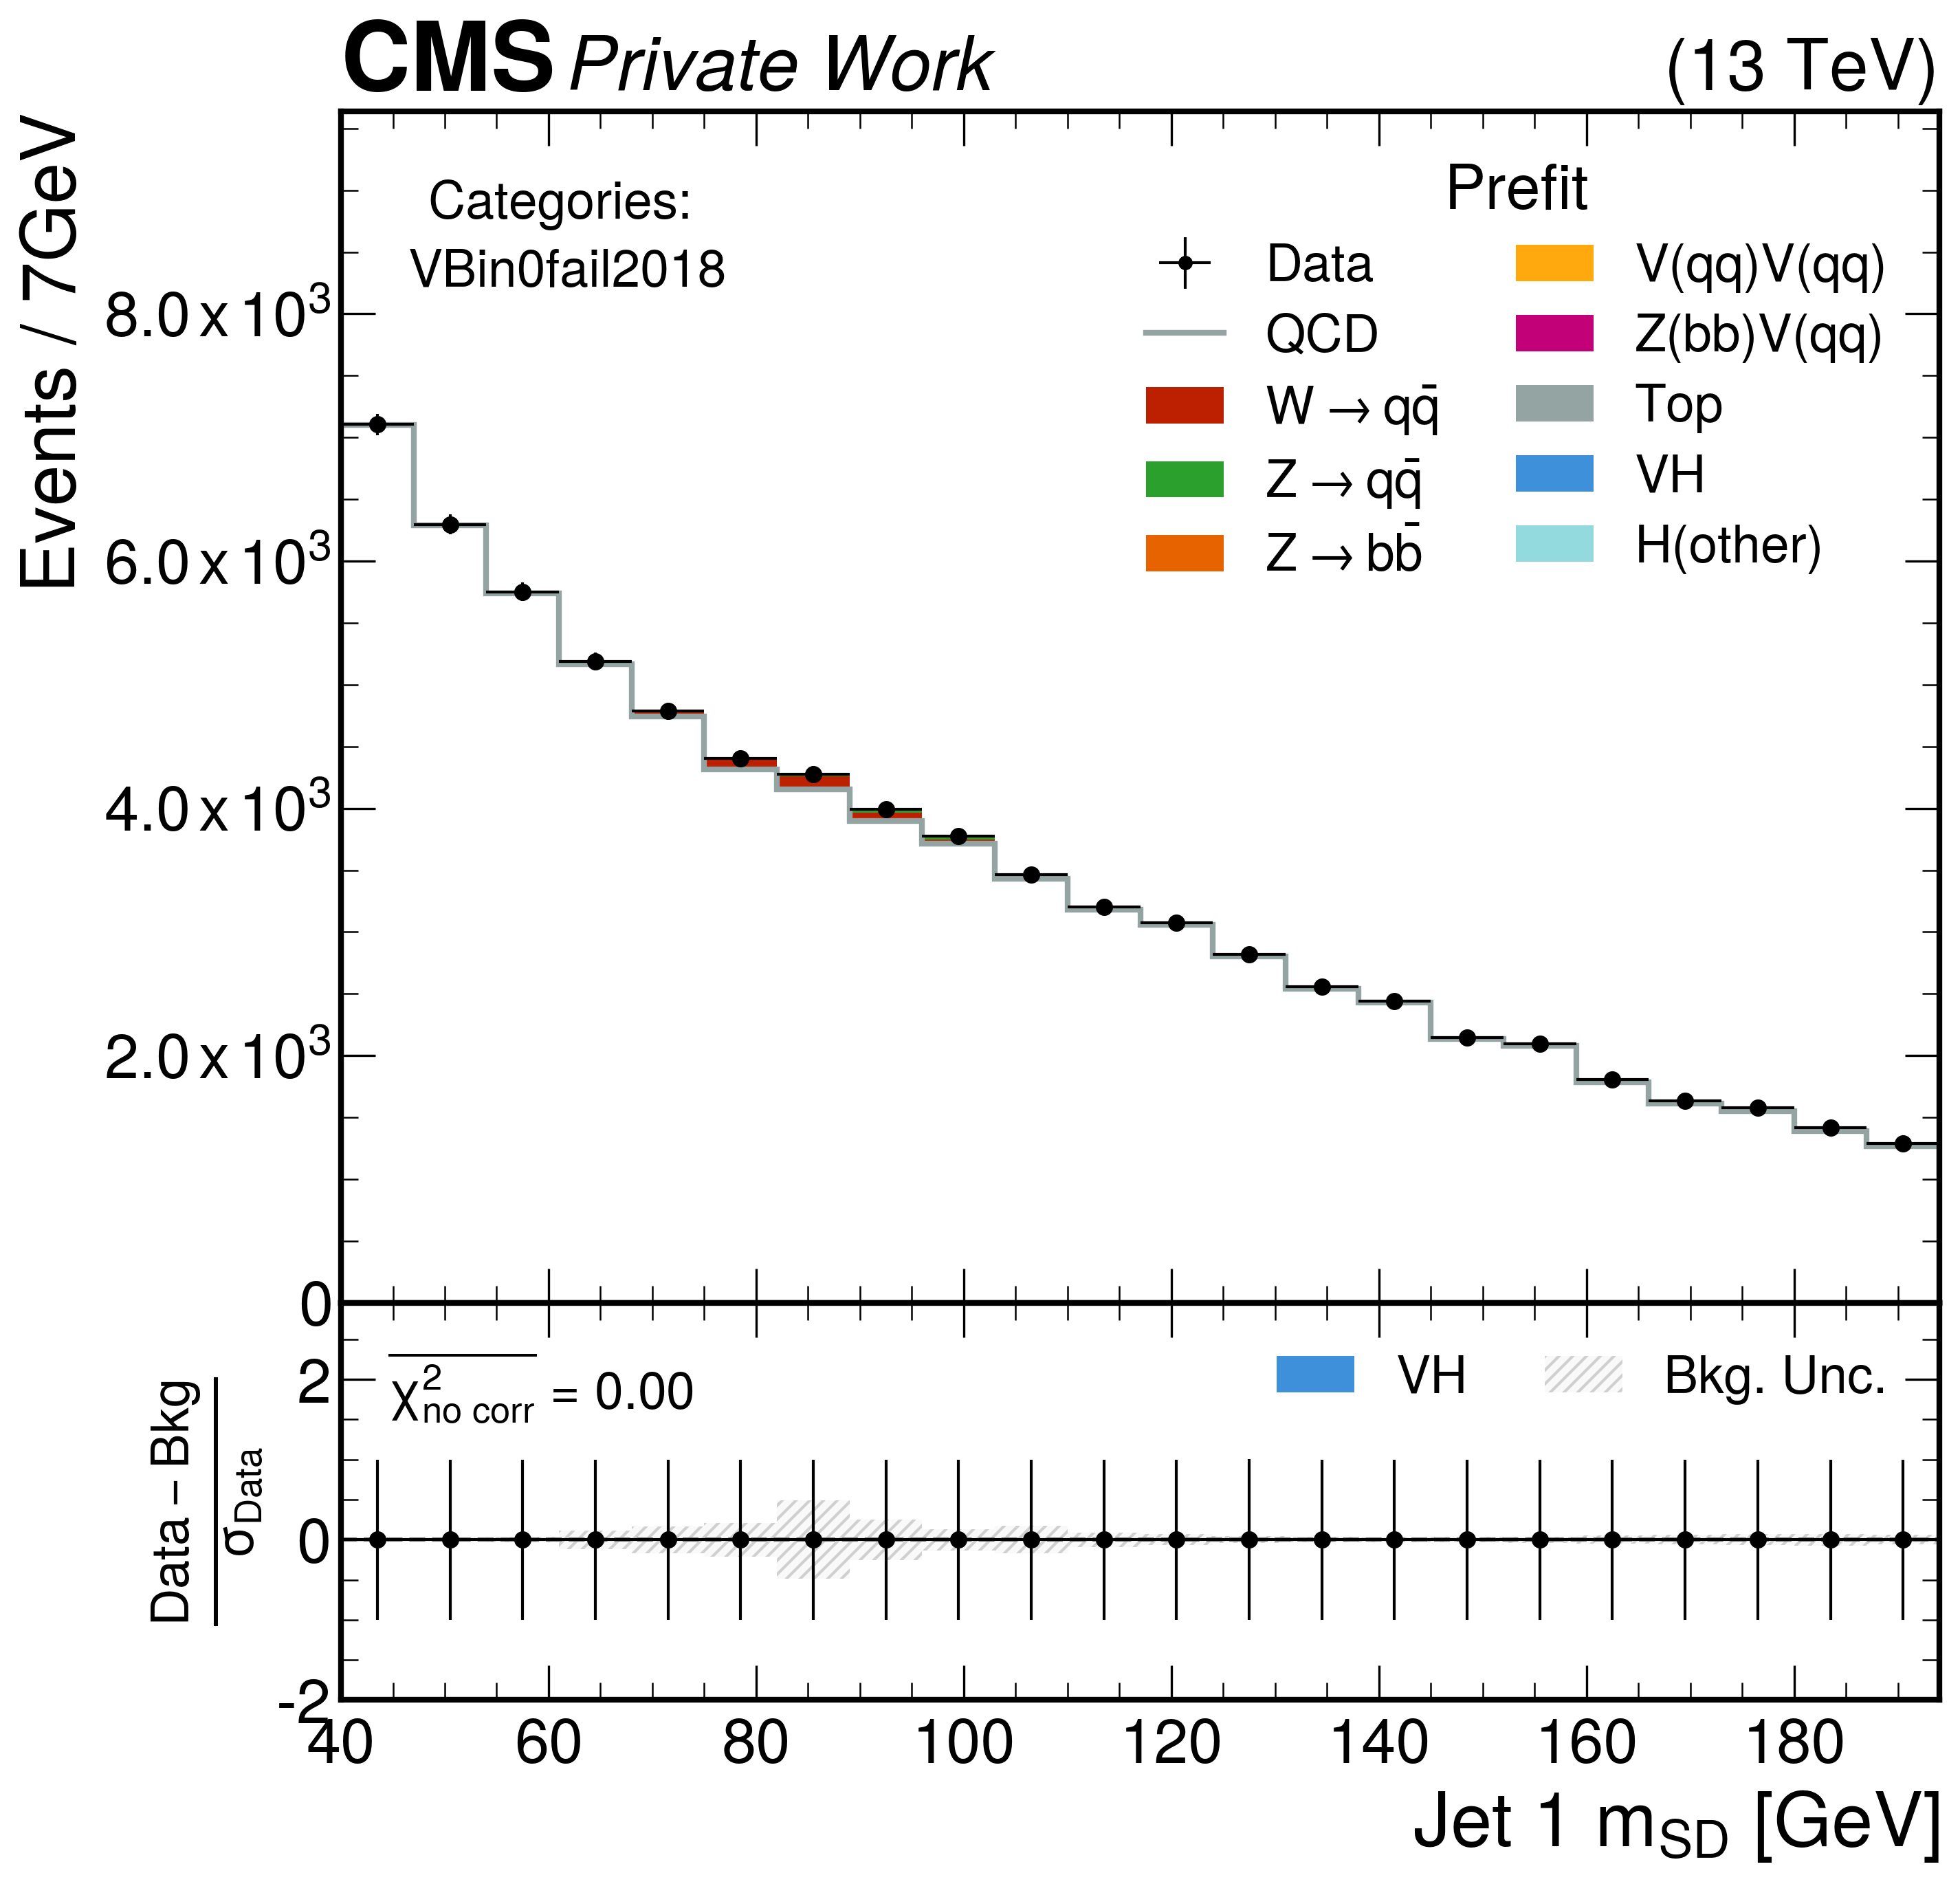 CMS Private Work (13 TeV)
Events / 7GeV
Categories:
VBin0fail2018
Prefit
Data
QCD
W → qq̄
Z → qq̄
Z → bb̄
V(qq)V(qq)
Z(bb)V(qq)
Top
VH
H(other)
8.0 x 10³
6.0 x 10³
4.0 x 10³
2.0 x 10³
0
Data − Bkg
σ_Data
χ²_no corr = 0.00
VH
Bkg. Unc.
2
0
-2
40 60 80 100 120 140 160 180
Jet 1 m_SD [GeV]